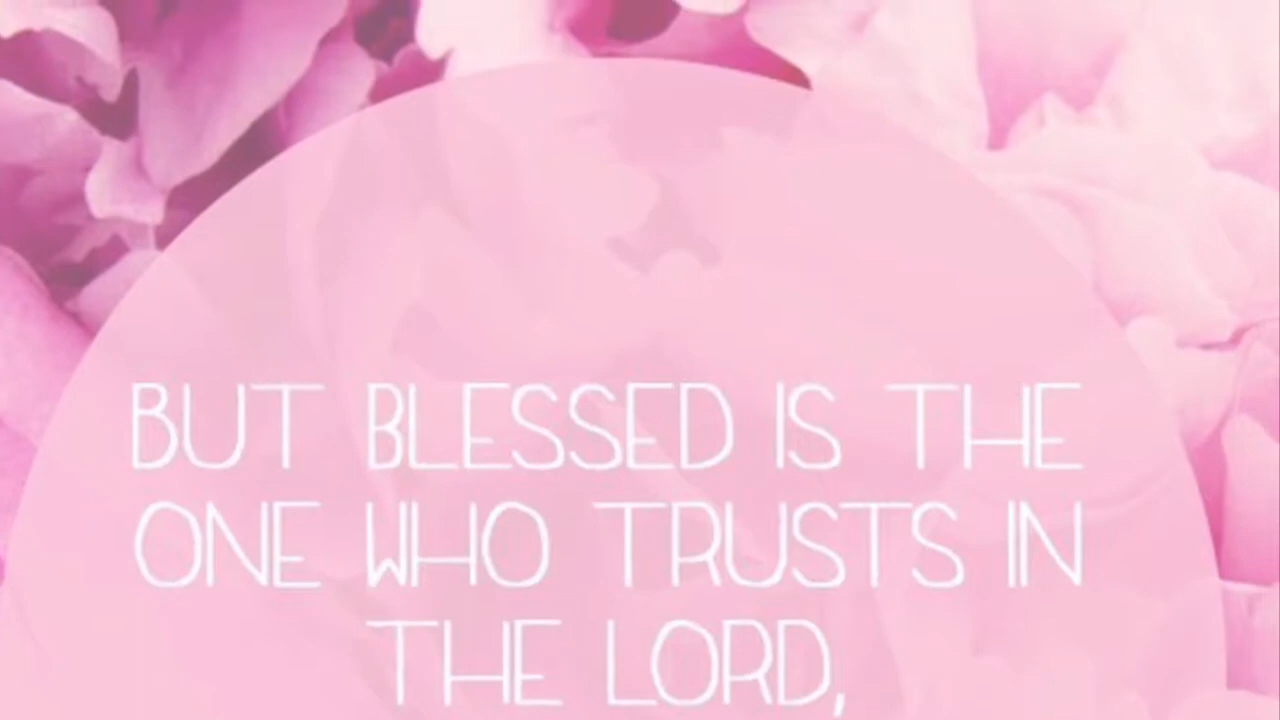 BUT BLESSED IS THE
ONE WHO TRUSTS IN
THE LORD,